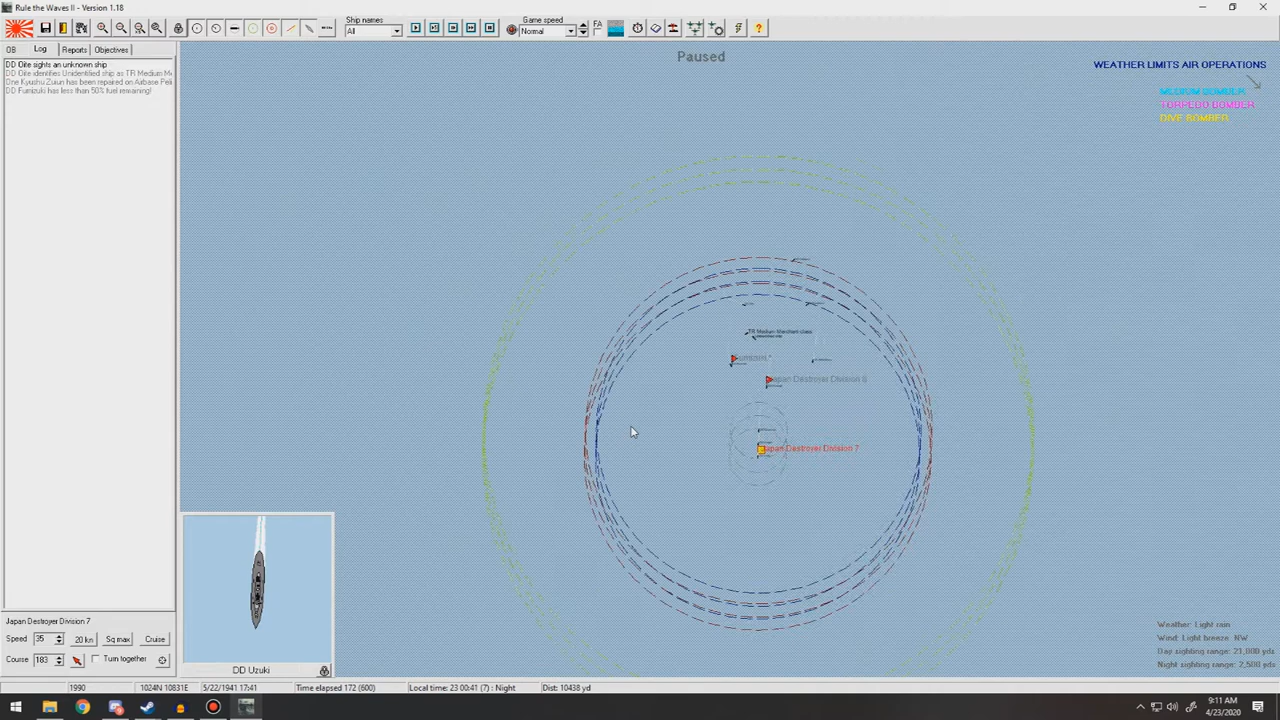 Rule the Waves II - Version 1.18
Ship names
All
Game speed
Normal
FA
OB
Log
Reports
Objectives
DD Oite sights an unknown ship
DD Oite identifies Unidentified ship as TR Medium Me
One Kyushu Zuiun has been repaired on Airbase Peli
DD Fumizuki has less than 50% fuel remaining!
Paused
WEATHER LIMITS AIR OPERATIONS
MEDIUM BOMBER
TORPEDO BOMBER
DIVE BOMBER
TR Medium Merchant class
Japan Destroyer Division 7
Weather: Light rain
Wind: Light breeze NW
Day sighting range: 21,000 yds
Night sighting range: 2,500 yds
DD Uzuki
Japan Destroyer Division 7
Speed
35
20 kn
Sq max
Cruise
Course
183
Turn together
1990
1024N 10831E
5/22/1941 17:41
Time elapsed 172 (600)
Local time: 23:00:41 (7) : Night
Dist: 10438 yd
9:11 AM
4/23/2020